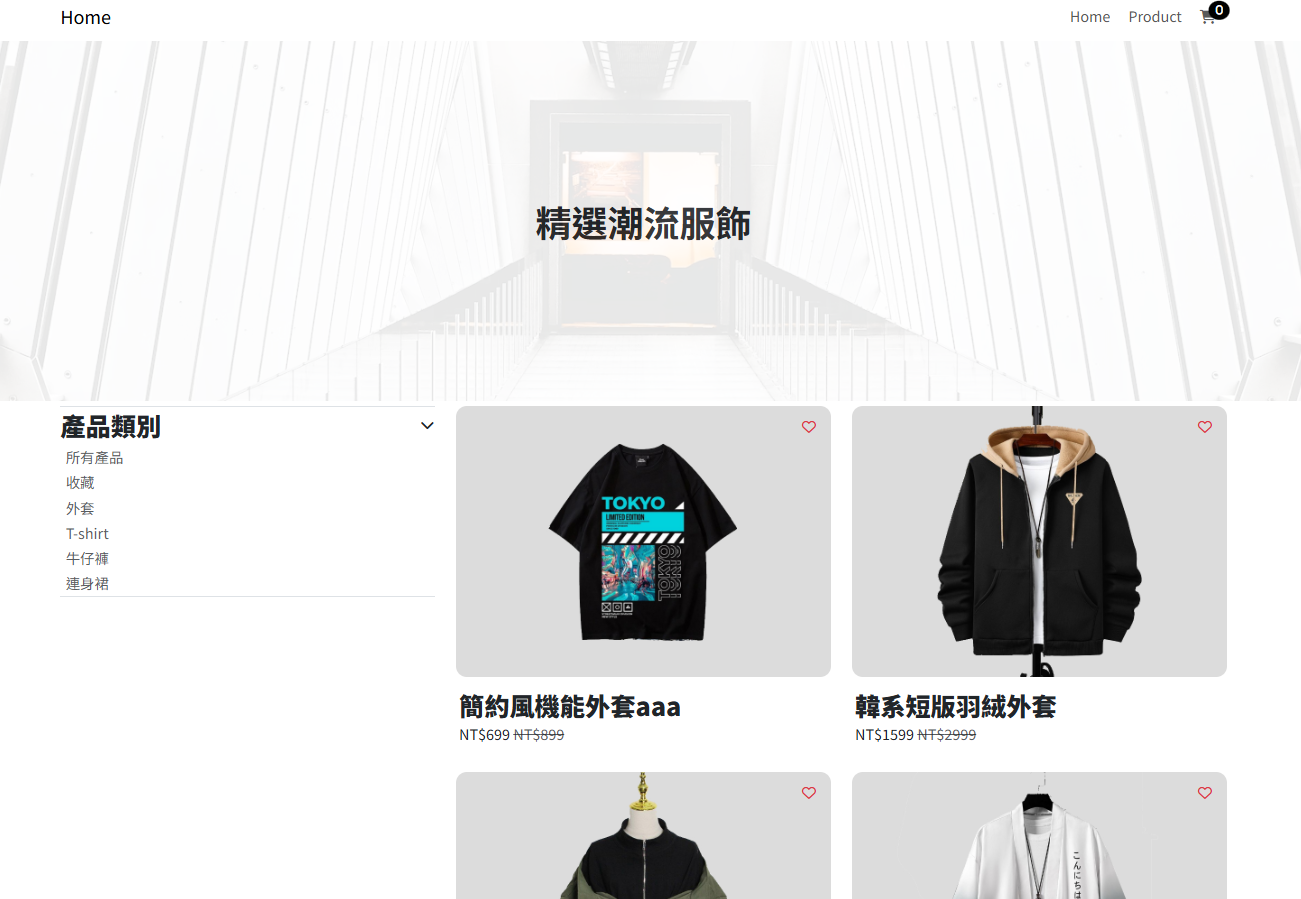 Home
Home Product 0
精選潮流服飾
產品類別
所有產品
收藏
外套
T-shirt
牛仔褲
連身裙
TOKYO
LIMITED EDITION
TOKYO
簡約風機能外套aaa
NT$699 NT$899
韓系短版羽絨外套
NT$1599 NT$2999
こんにちは